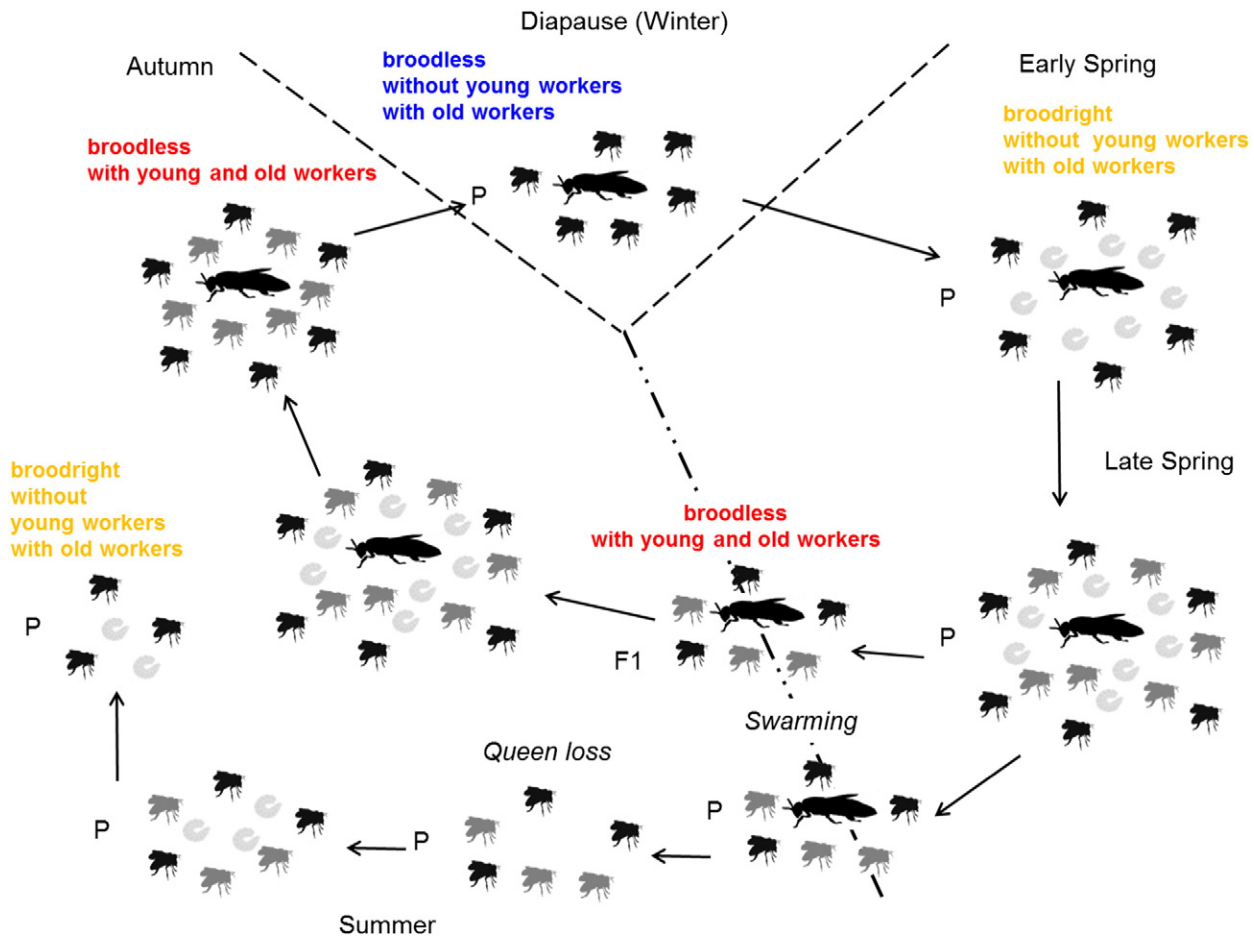 Diapause (Winter)
Autumn
broodless
without young workers
with old workers
Early Spring
broodless
with young and old workers
broodright
without young workers
with old workers
P
P
Late Spring
broodright
without
young workers
with old workers
broodless
with young and old workers
P
F1
P
Swarming
Queen loss
P
P
P
Summer